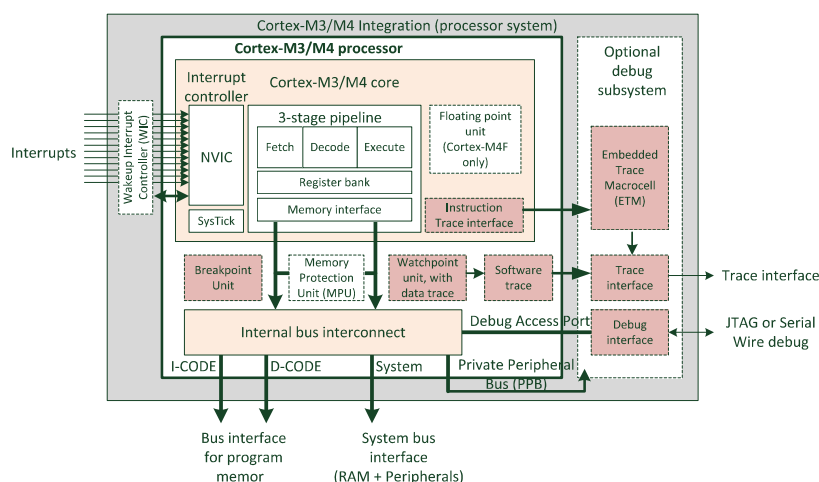 Cortex-M3/M4 Integration (processor system)
Cortex-M3/M4 processor
Optional
debug
subsystem
Interrupt
controller
Cortex-M3/M4 core
Interrupts
Wakeup Interrupt
Controller (WIC)
NVIC
SysTick
3-stage pipeline
Fetch
Decode
Execute
Register bank
Memory interface
Floating point
unit
(Cortex-M4F
only)
Instruction
Trace interface
Embedded
Trace
Macrocell
(ETM)
Breakpoint
Unit
Memory
Protection
Unit (MPU)
Watchpoint
unit, with
data trace
Software
trace
Trace
interface
Trace interface
Internal bus interconnect
Debug Access Port
Debug
interface
JTAG or Serial
Wire debug
I-CODE
D-CODE
System
Private Peripheral
Bus (PPB)
Bus interface
for program
memor
System bus
interface
(RAM + Peripherals)